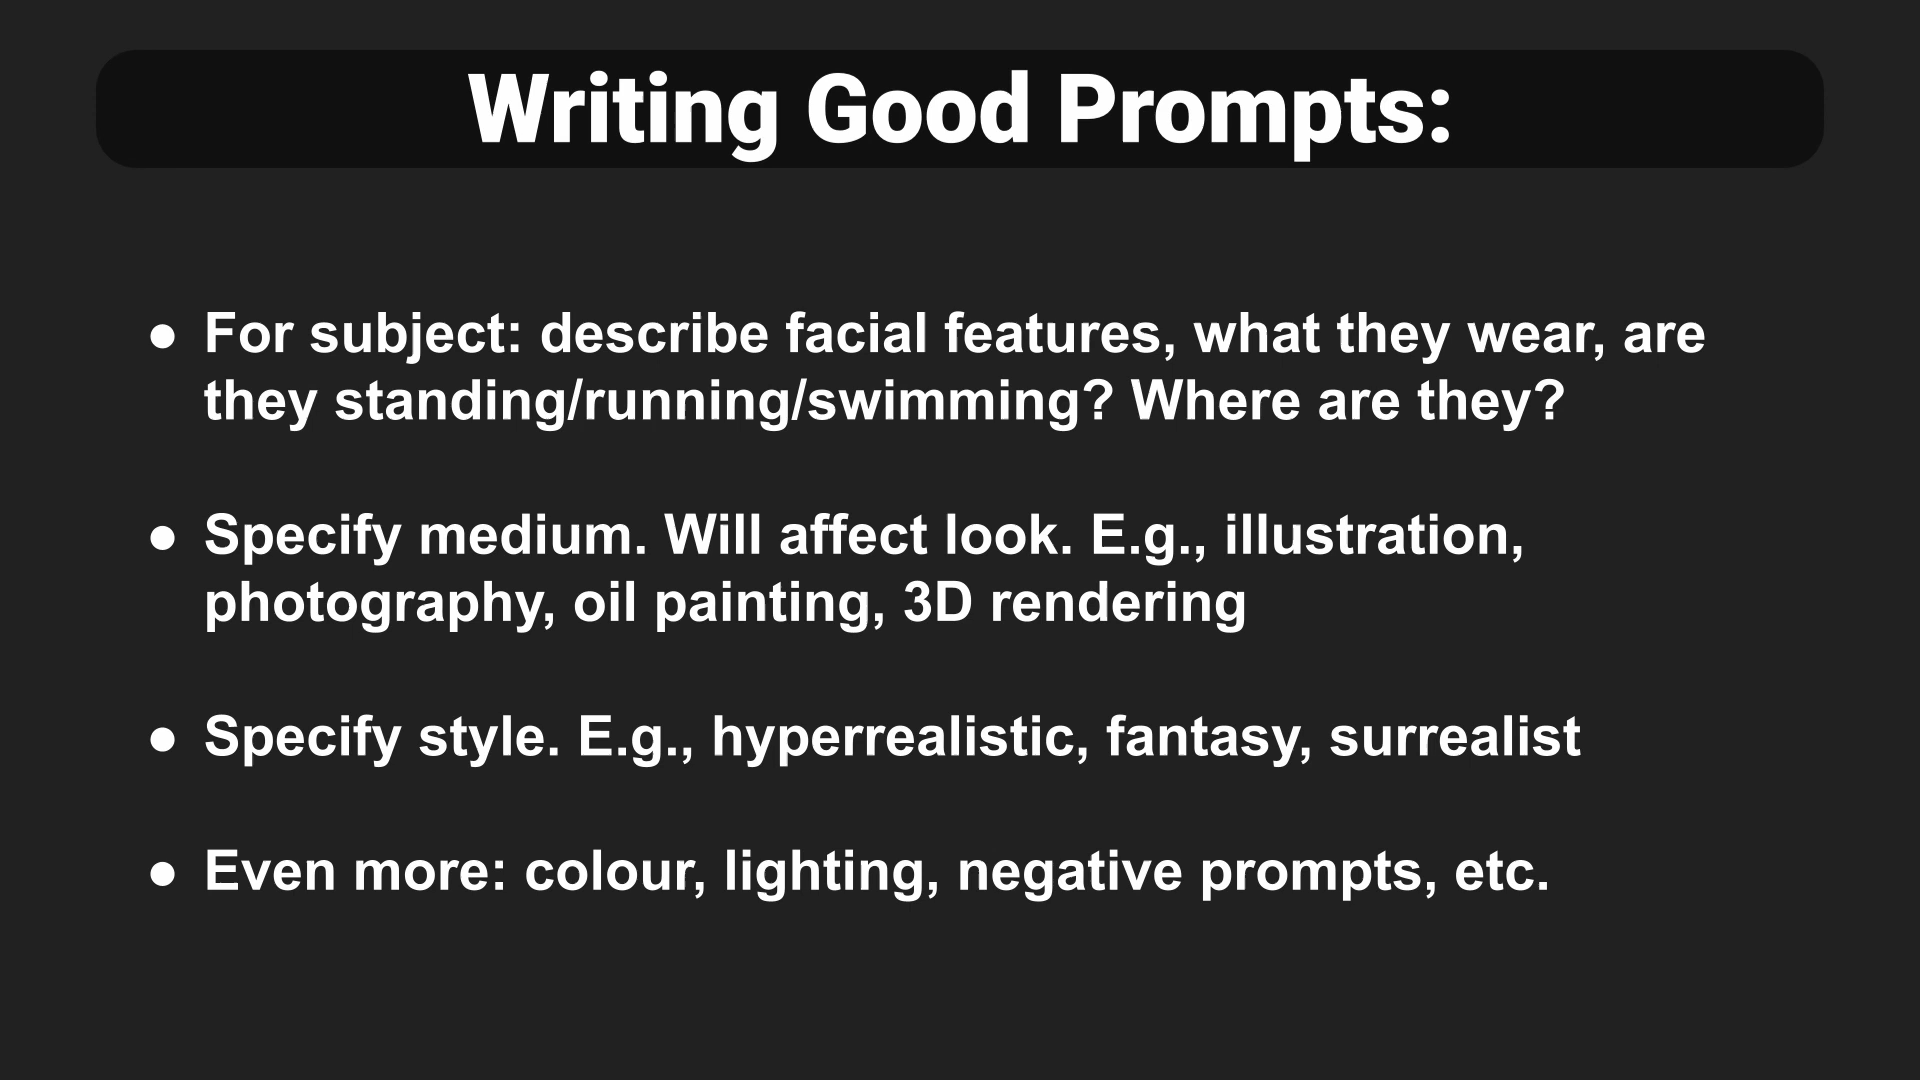 Writing Good Prompts:
● For subject: describe facial features, what they wear, are
they standing/running/swimming? Where are they?
● Specify medium. Will affect look. E.g., illustration,
photography, oil painting, 3D rendering
● Specify style. E.g., hyperrealistic, fantasy, surrealist
● Even more: colour, lighting, negative prompts, etc.